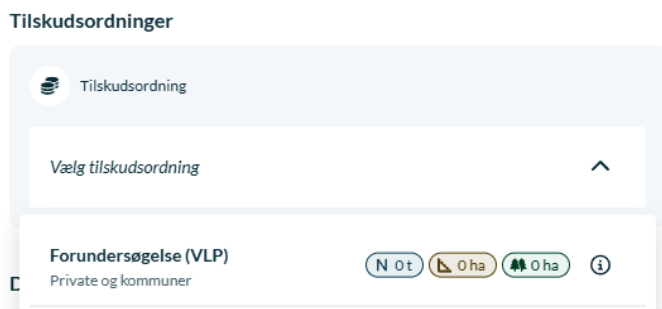 Tilskudsordninger
Tilskudsordning
Vælg tilskudsordning
Forundersøgelse (VLP)
N 0 t 0 ha 0 ha
Private og kommuner